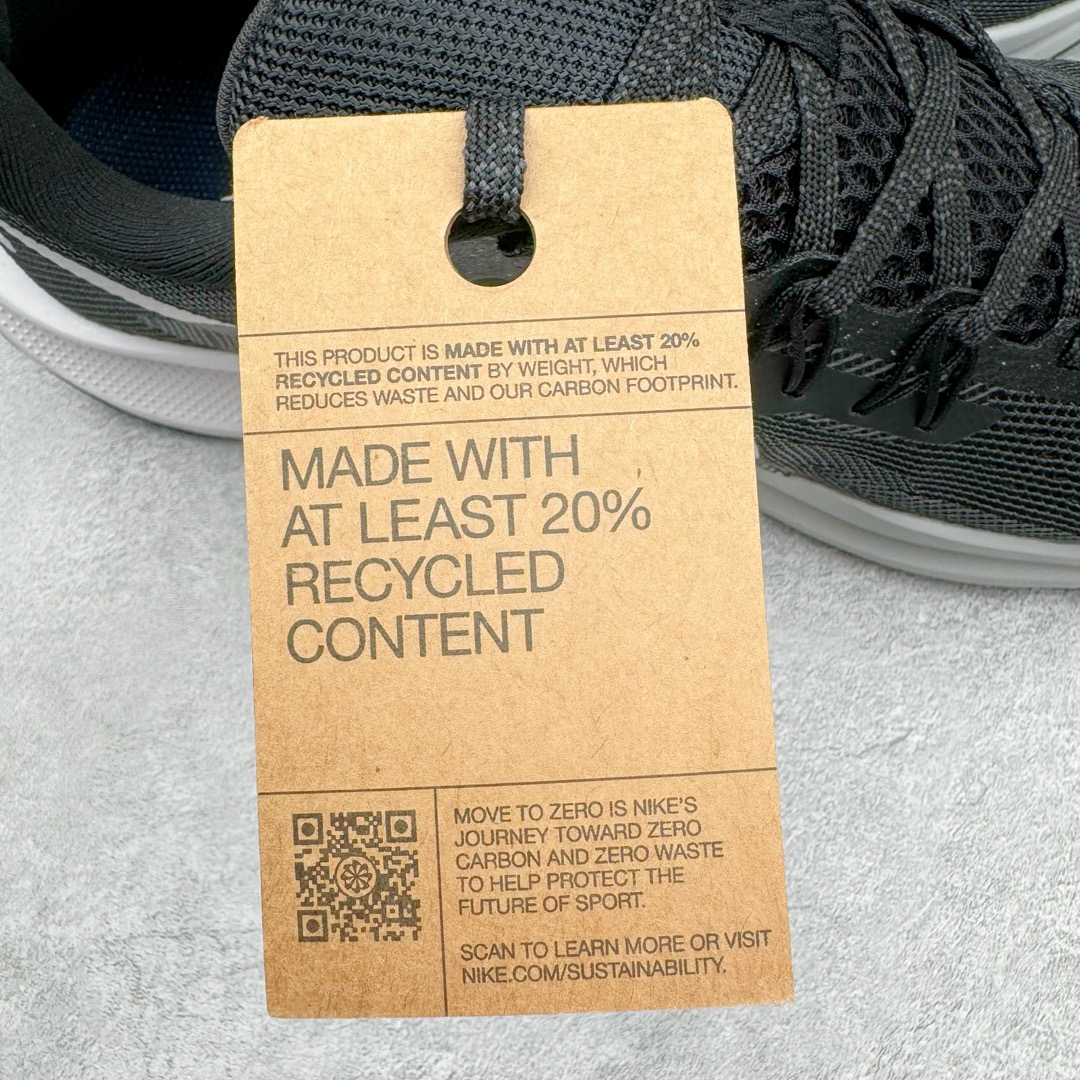 THIS PRODUCT IS MADE WITH AT LEAST 20%
RECYCLED CONTENT BY WEIGHT, WHICH
REDUCES WASTE AND OUR CARBON FOOTPRINT.
MADE WITH
AT LEAST 20%
RECYCLED
CONTENT
MOVE TO ZERO IS NIKE'S
JOURNEY TOWARD ZERO
CARBON AND ZERO WASTE
TO HELP PROTECT THE
FUTURE OF SPORT.
SCAN TO LEARN MORE OR VISIT
NIKE.COM/SUSTAINABILITY.